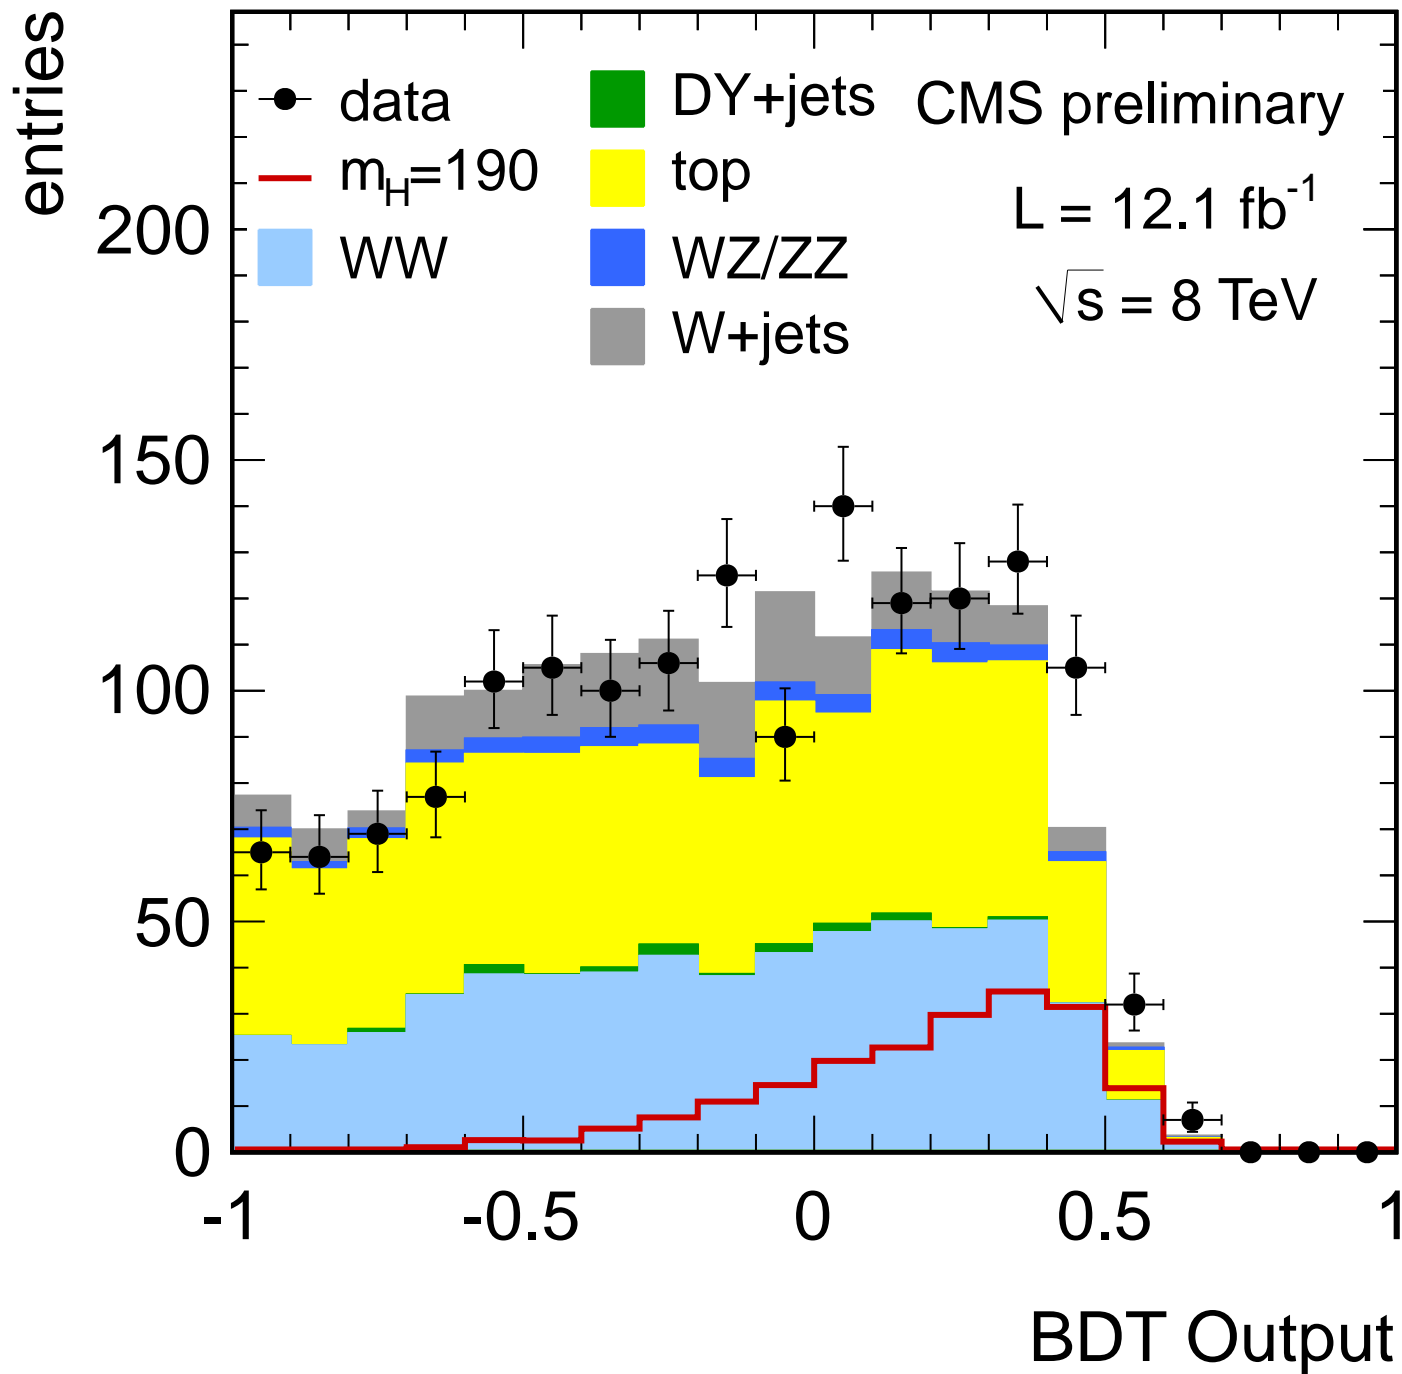 entries
data
m_H=190
WW
DY+jets
top
WZ/ZZ
W+jets
CMS preliminary
L = 12.1 fb⁻¹
√s = 8 TeV
200
150
100
50
0
-1 -0.5 0 0.5 1
BDT Output